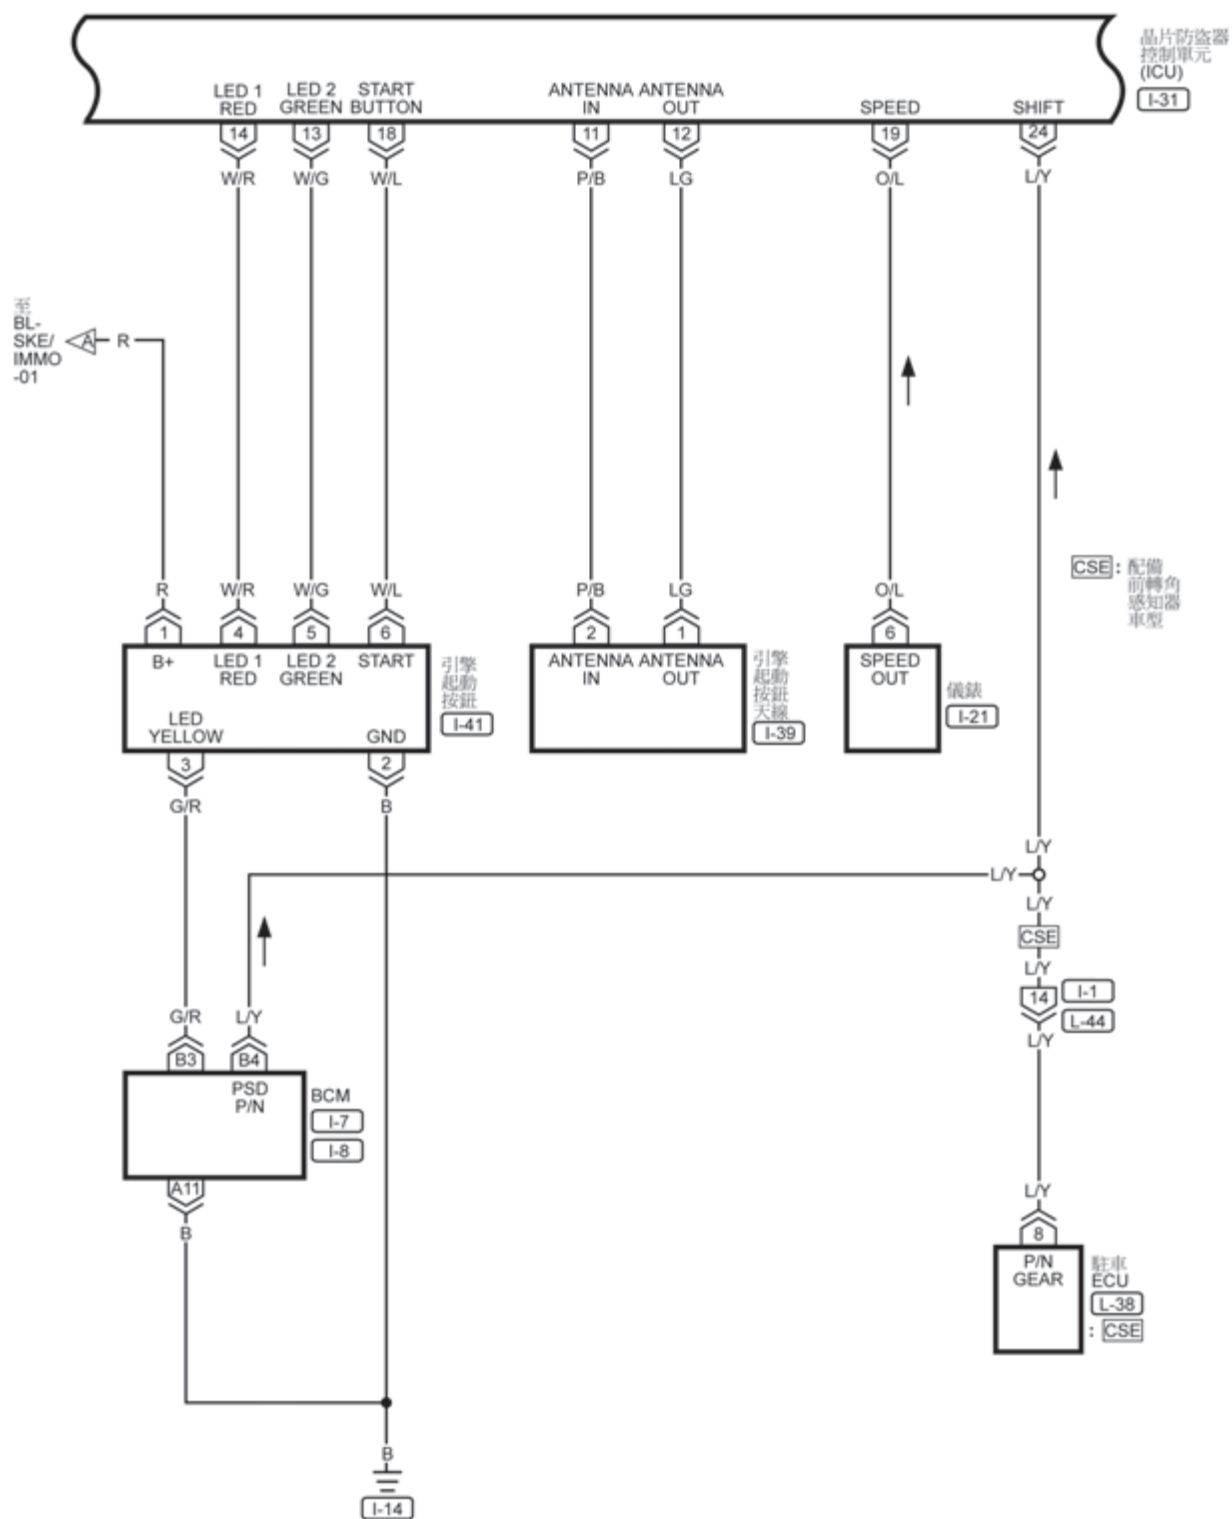 晶片防盜器
控制單元
(ICU)
I-31
LED 1
RED
LED 2
GREEN
START
BUTTON
ANTENNA
IN
ANTENNA
OUT
SPEED
SHIFT
14
13
18
11
12
19
24
W/R
W/G
W/L
P/B
LG
O/L
L/Y
至
BL-
SKE/
IMMO
-01
A
R
CSE : 配備
前轉角
感知器
車型
R
W/R
W/G
W/L
P/B
LG
O/L
1
4
5
6
2
1
6
B+
LED 1
RED
LED 2
GREEN
START
LED
YELLOW
GND
引擎
起動
按鈕
I-41
ANTENNA
IN
ANTENNA
OUT
引擎
起動
按鈕
天線
I-39
SPEED
OUT
儀錶
I-21
3
2
G/R
B
L/Y
L/Y
L/Y
CSE
L/Y
14
I-1
L-44
L/Y
G/R
L/Y
B3
B4
PSD
P/N
BCM
I-7
I-8
A11
B
L/Y
8
P/N
GEAR
駐車
ECU
L-38
: CSE
B
I-14